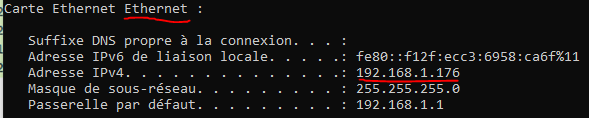 Carte Ethernet Ethernet :
Suffixe DNS propre à la connexion. . . :
Adresse IPv6 de liaison locale. . . . .: fe80::f12f:ecc3:6958:ca6f%11
Adresse IPv4. . . . . . . . . . . . . .: 192.168.1.176
Masque de sous-réseau. . . . . . . . . : 255.255.255.0
Passerelle par défaut. . . . . . . . . : 192.168.1.1